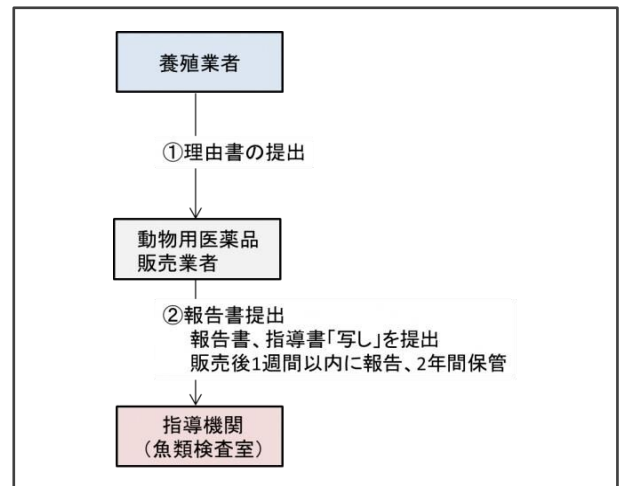 養殖業者
①理由書の提出
動物用医薬品
販売業者
②報告書提出
報告書、指導書「写し」を提出
販売後1週間以内に報告、2年間保管
指導機関
（魚類検査室）